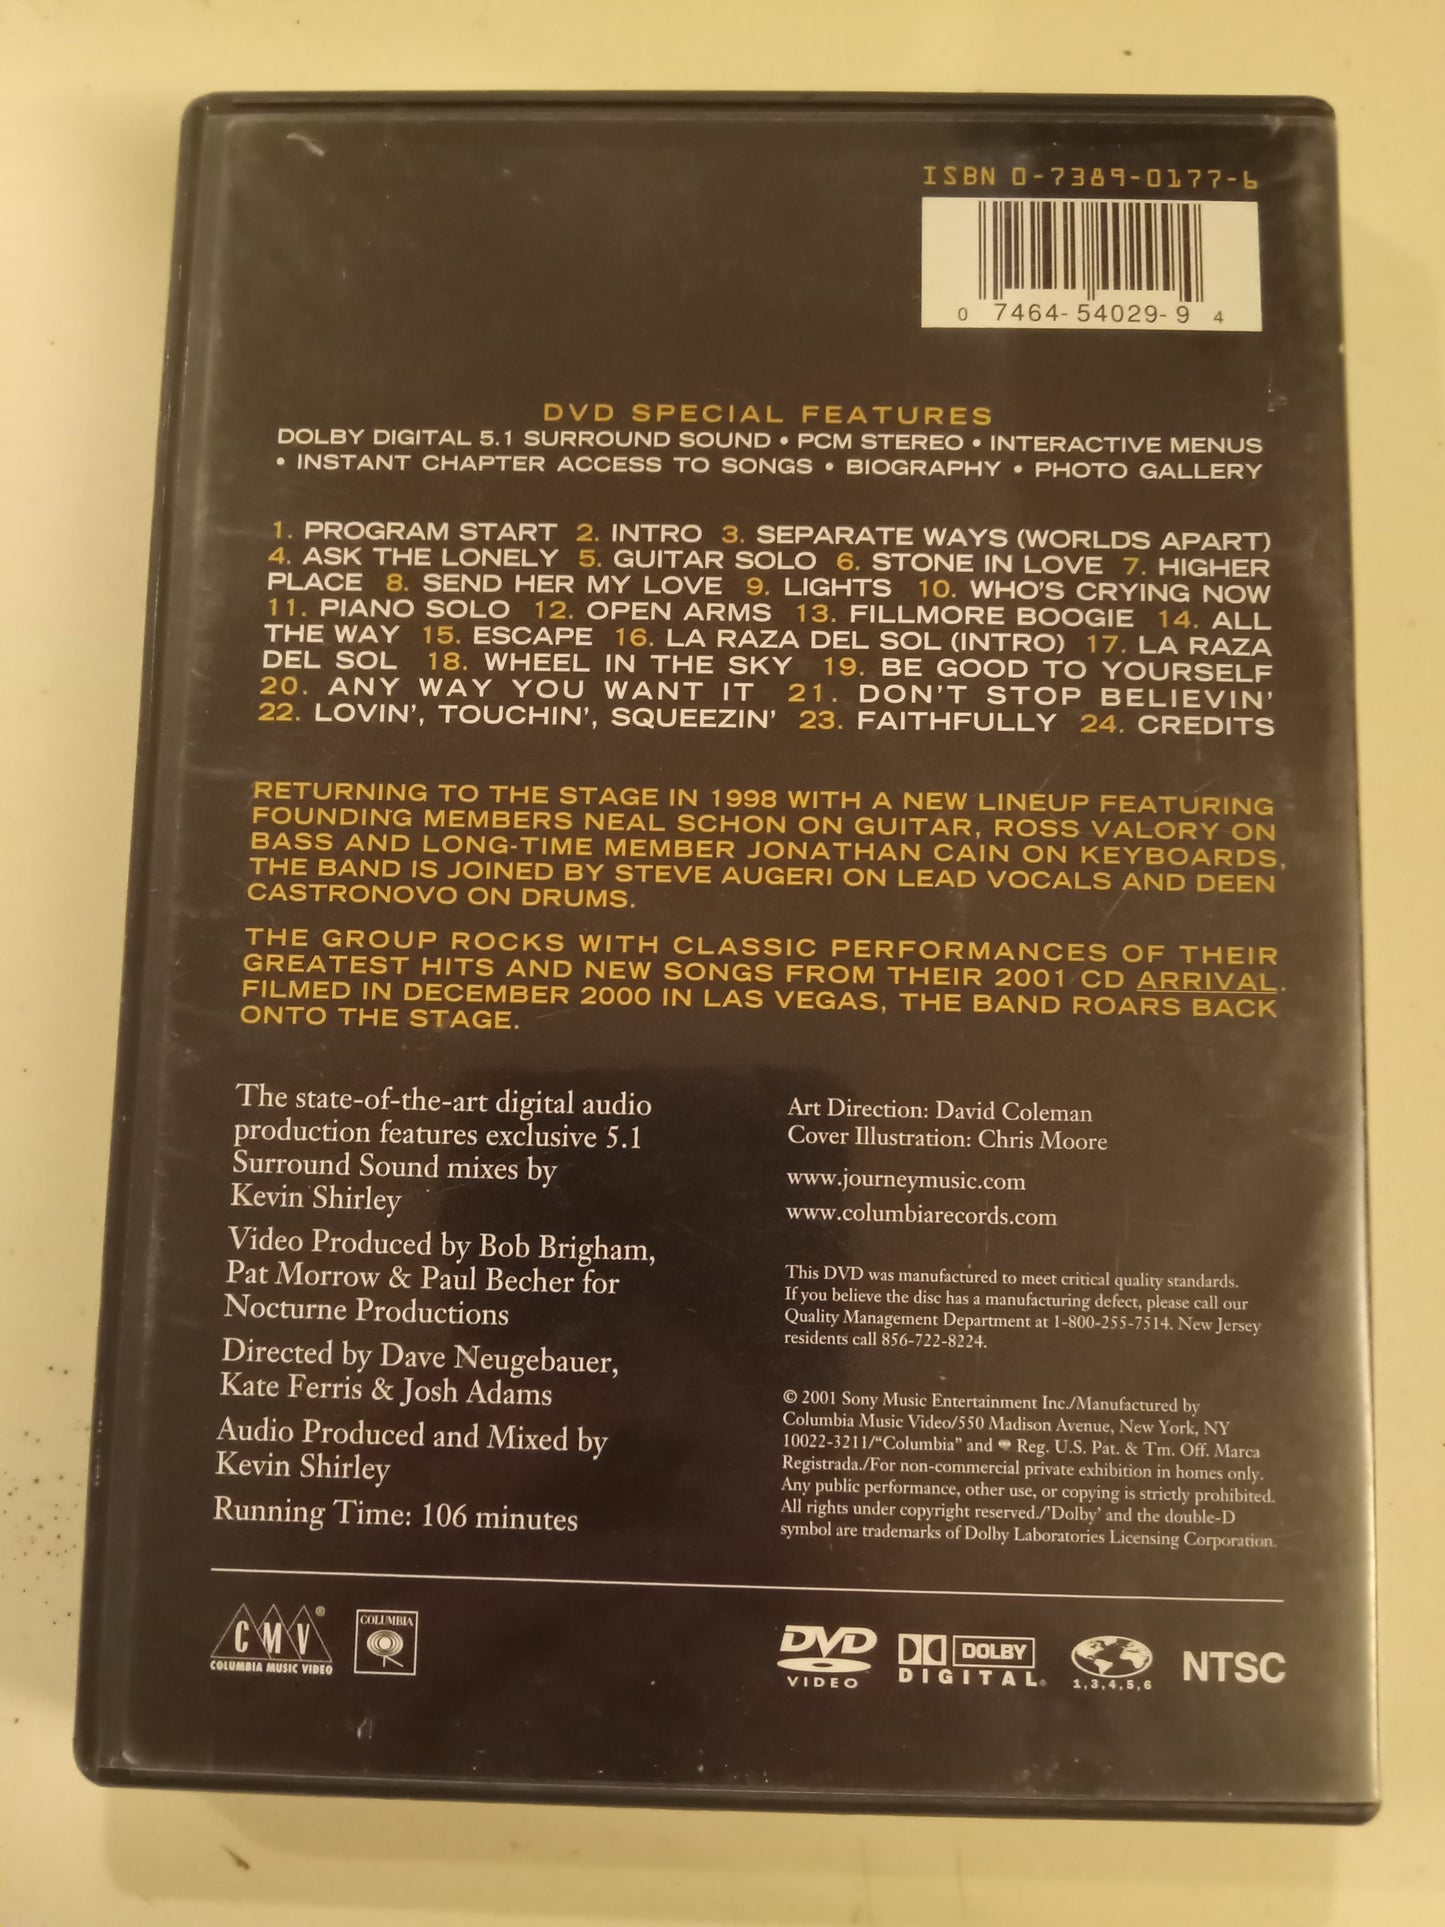 ISBN 0-7389-0177-6
0 7464-54029-9 4
DVD SPECIAL FEATURES
DOLBY DIGITAL 5.1 SURROUND SOUND • PCM STEREO • INTERACTIVE MENUS
• INSTANT CHAPTER ACCESS TO SONGS • BIOGRAPHY • PHOTO GALLERY
1. PROGRAM START 2. INTRO 3. SEPARATE WAYS (WORLDS APART)
4. ASK THE LONELY 5. GUITAR SOLO 6. STONE IN LOVE 7. HIGHER
PLACE 8. SEND HER MY LOVE 9. LIGHTS 10. WHO'S CRYING NOW
11. PIANO SOLO 12. OPEN ARMS 13. FILLMORE BOOGIE 14. ALL
THE WAY 15. ESCAPE 16. LA RAZA DEL SOL (INTRO) 17. LA RAZA
DEL SOL 18. WHEEL IN THE SKY 19. BE GOOD TO YOURSELF
20. ANY WAY YOU WANT IT 21. DON'T STOP BELIEVIN'
22. LOVIN', TOUCHIN', SQUEEZIN' 23. FAITHFULLY 24. CREDITS
RETURNING TO THE STAGE IN 1998 WITH A NEW LINEUP FEATURING
FOUNDING MEMBERS NEAL SCHON ON GUITAR, ROSS VALORY ON
BASS AND LONG-TIME MEMBER JONATHAN CAIN ON KEYBOARDS,
THE BAND IS JOINED BY STEVE AUGERI ON LEAD VOCALS AND DEEN
CASTRONOVO ON DRUMS.
THE GROUP ROCKS WITH CLASSIC PERFORMANCES OF THEIR
GREATEST HITS AND NEW SONGS FROM THEIR 2001 CD ARRIVAL.
FILMED IN DECEMBER 2000 IN LAS VEGAS, THE BAND ROARS BACK
ONTO THE STAGE.
The state-of-the-art digital audio
production features exclusive 5.1
Surround Sound mixes by
Kevin Shirley
Video Produced by Bob Brigham,
Pat Morrow & Paul Becher for
Nocturne Productions
Directed by Dave Neugebauer,
Kate Ferris & Josh Adams
Audio Produced and Mixed by
Kevin Shirley
Running Time: 106 minutes
Art Direction: David Coleman
Cover Illustration: Chris Moore
www.journeymusic.com
www.columbiarecords.com
This DVD was manufactured to meet critical quality standards.
If you believe the disc has a manufacturing defect, please call our
Quality Management Department at 1-800-255-7514. New Jersey
residents call 856-722-8224.
© 2001 Sony Music Entertainment Inc./Manufactured by
Columbia Music Video/550 Madison Avenue, New York, NY
10022-3211/"Columbia" and Reg. U.S. Pat. & Tm. Off. Marca
Registrada./For non-commercial private exhibition in homes only.
Any public performance, other use, or copying is strictly prohibited.
All rights under copyright reserved./'Dolby' and the double-D
symbol are trademarks of Dolby Laboratories Licensing Corporation.
CMV®
COLUMBIA MUSIC VIDEO
COLUMBIA
DVD
VIDEO
DOLBY
DIGITAL
1,3,4,5,6
NTSC